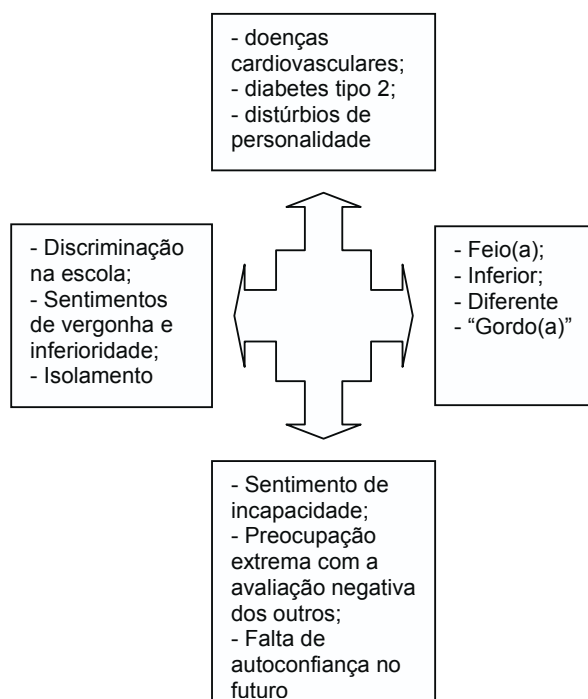 - doenças
cardiovasculares;
- diabetes tipo 2;
- distúrbios de
personalidade
- Discriminação
na escola;
- Sentimentos
de vergonha e
inferioridade;
- Isolamento
- Feio(a);
- Inferior;
- Diferente
- “Gordo(a)”
- Sentimento de
incapacidade;
- Preocupação
extrema com a
avaliação negativa
dos outros;
- Falta de
autoconfiança no
futuro